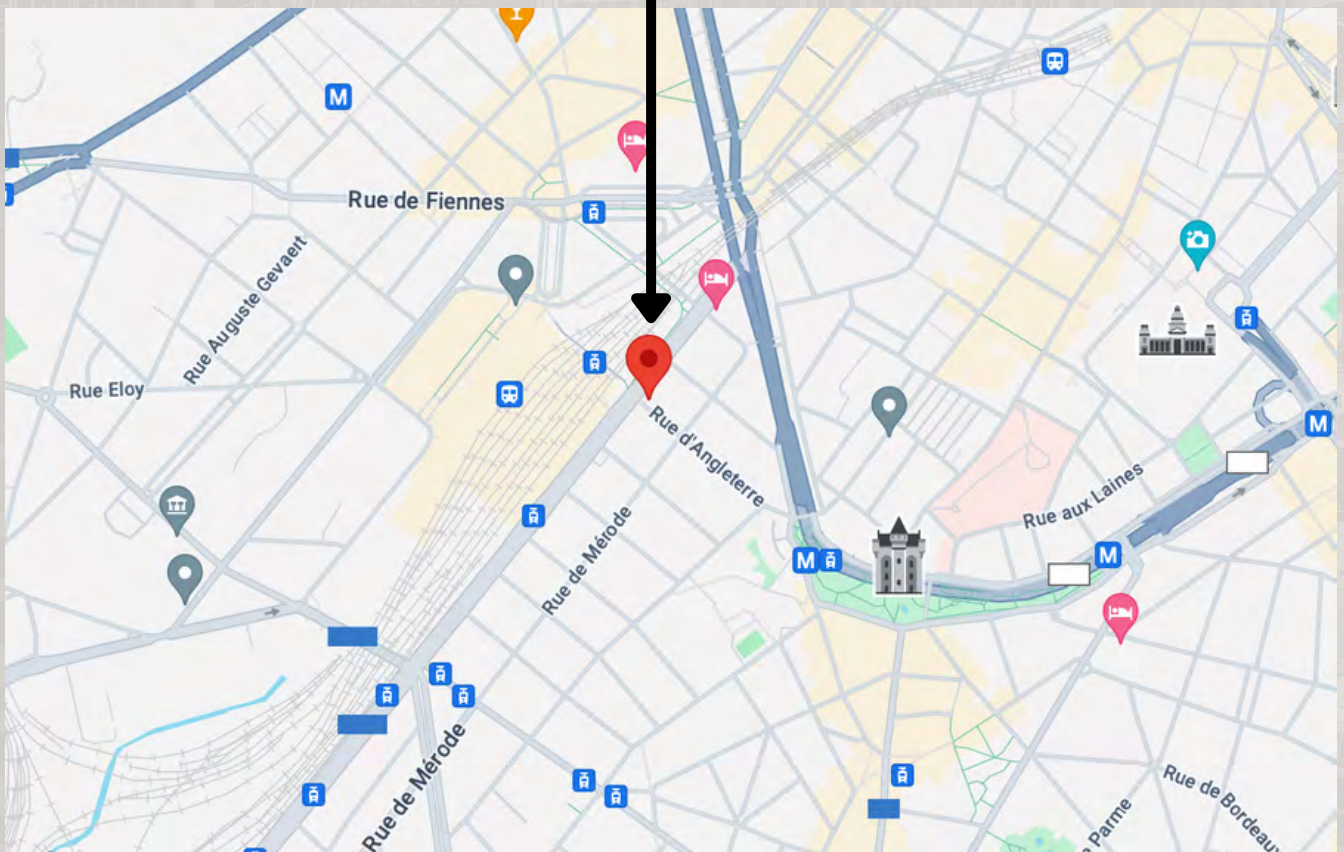 M
Rue de Fiennes
Rue Auguste Gevaert
Rue Eloy
Rue d'Angleterre
M
Rue aux Laines
Rue de Mérode
M
M
Rue de Mérode
Rue de Bordeaux
Parme